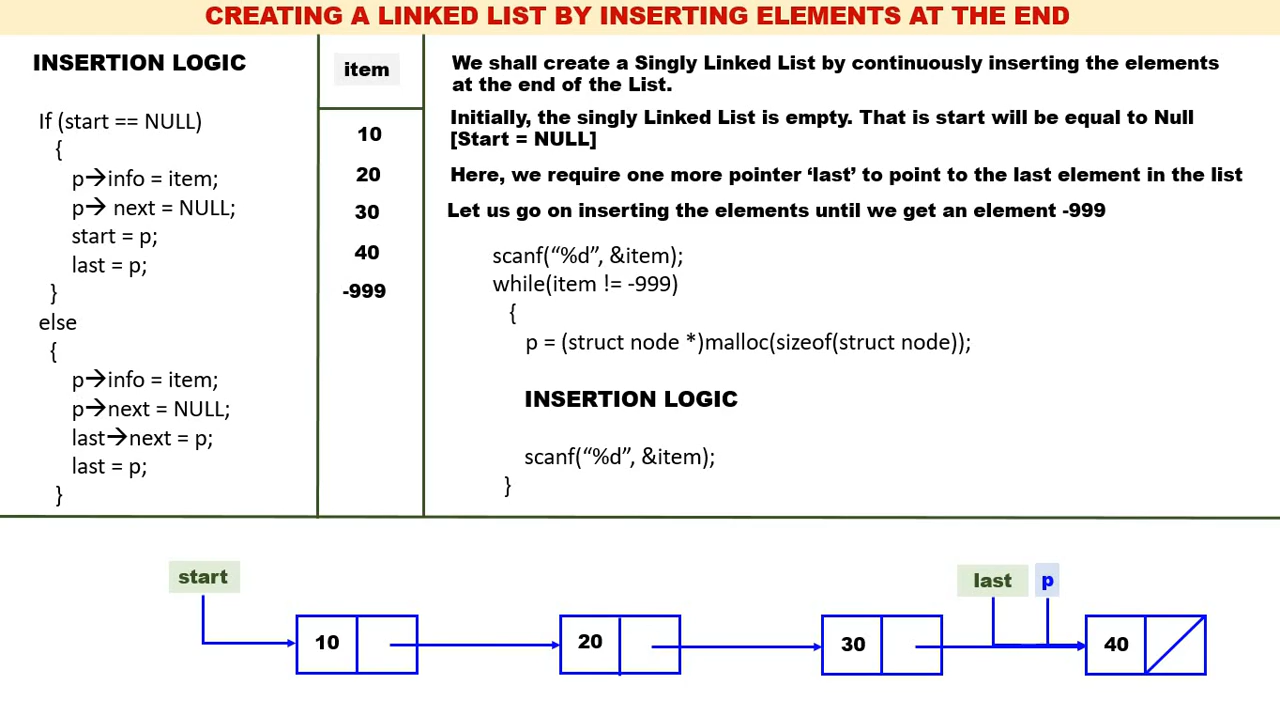 CREATING A LINKED LIST BY INSERTING ELEMENTS AT THE END
INSERTION LOGIC
If (start == NULL)
{
p→info = item;
p→ next = NULL;
start = p;
last = p;
}
else
{
p→info = item;
p→next = NULL;
last→next = p;
last = p;
}
item
10
20
30
40
-999
We shall create a Singly Linked List by continuously inserting the elements
at the end of the List.
Initially, the singly Linked List is empty. That is start will be equal to Null
[Start = NULL]
Here, we require one more pointer ‘last’ to point to the last element in the list
Let us go on inserting the elements until we get an element -999
scanf(“%d”, &item);
while(item != -999)
{
p = (struct node *)malloc(sizeof(struct node));
INSERTION LOGIC
scanf(“%d”, &item);
}
start
last p
10 20 30 40